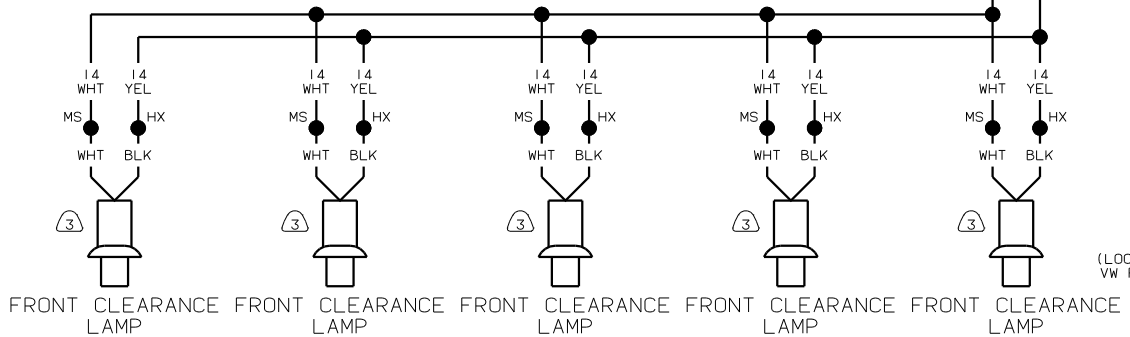 14 14 14 14 14 14 14 14 14 14
WHT YEL WHT YEL WHT YEL WHT YEL WHT YEL
MS HX MS HX MS HX MS HX MS HX
WHT BLK WHT BLK WHT BLK WHT BLK WHT BLK
3 3 3 3 3
(LOC
VW
FRONT CLEARANCE FRONT CLEARANCE FRONT CLEARANCE FRONT CLEARANCE FRONT CLEARANCE
LAMP LAMP LAMP LAMP LAMP